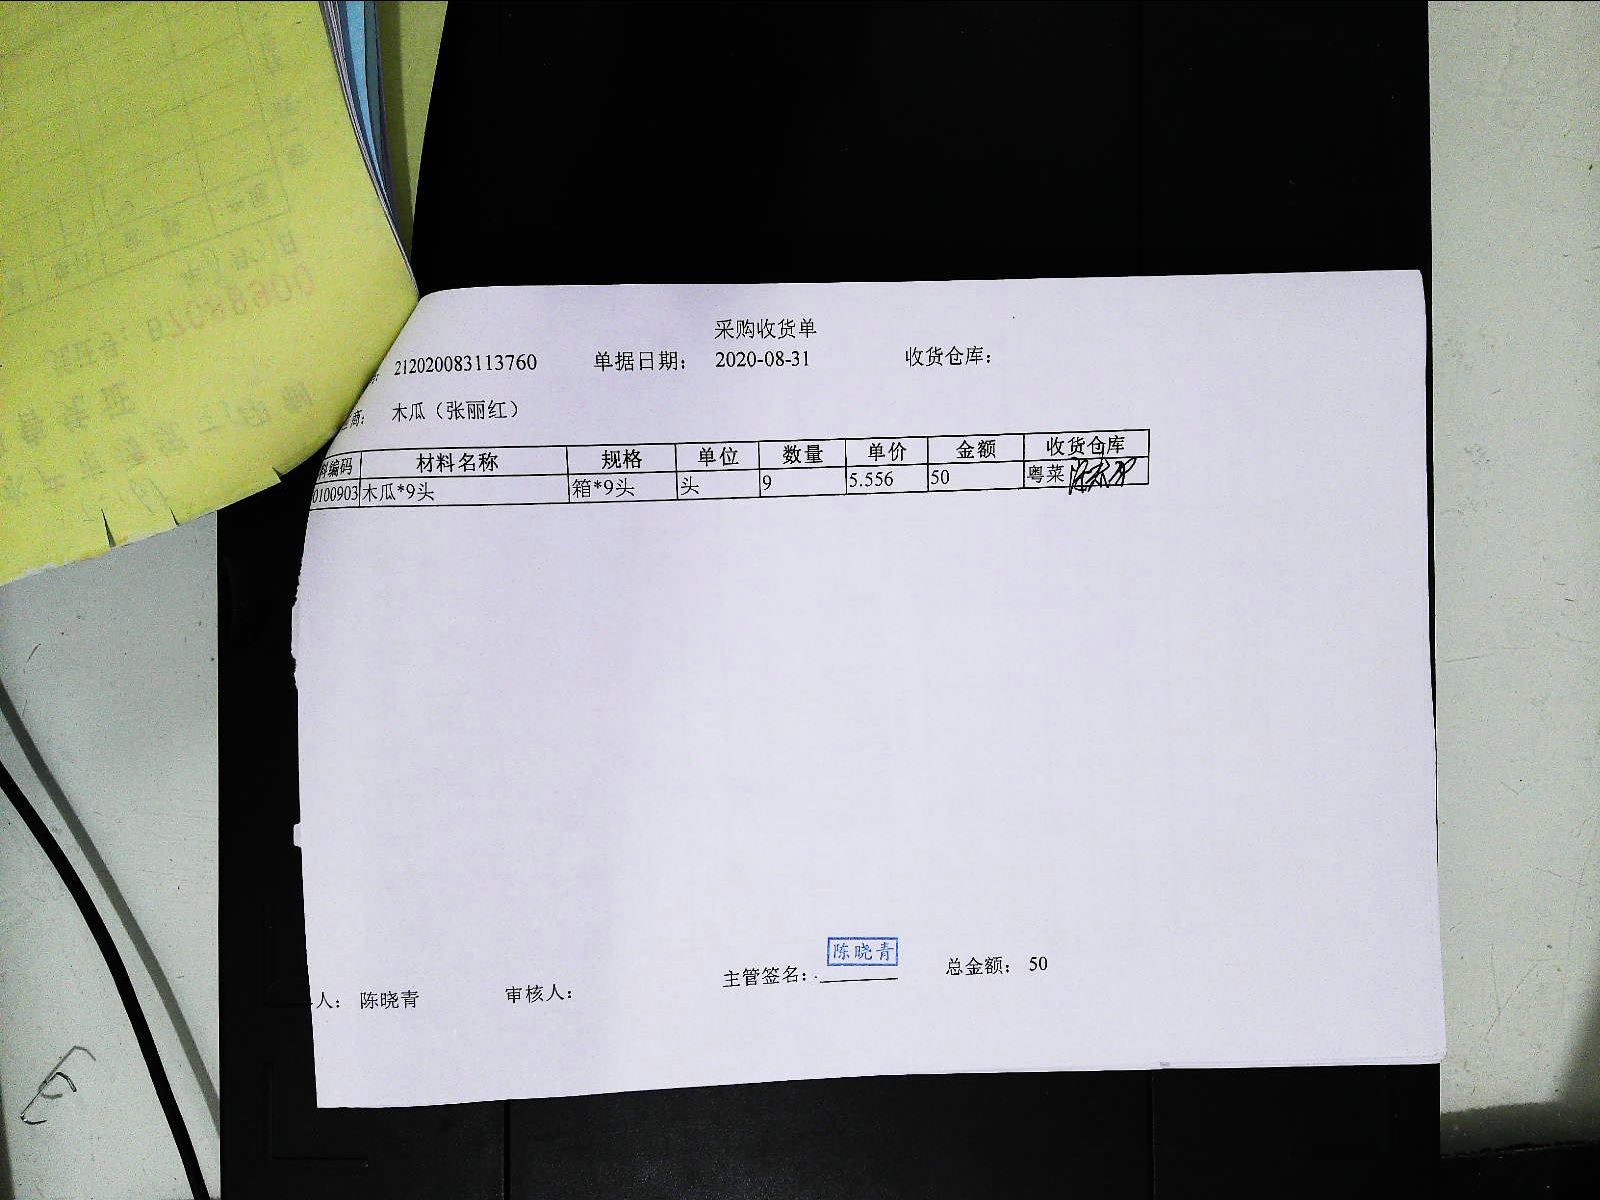 采购收货单
212020083113760 单据日期： 2020-08-31 收货仓库：
商： 木瓜（张丽红）
编码 材料名称 规格 单位 数量 单价 金额 收货仓库
0100903 木瓜*9头 箱*9头 头 9 5.556 50 粤菜
陈晓青
主管签名： 总金额： 50
人： 陈晓青 审核人：
E